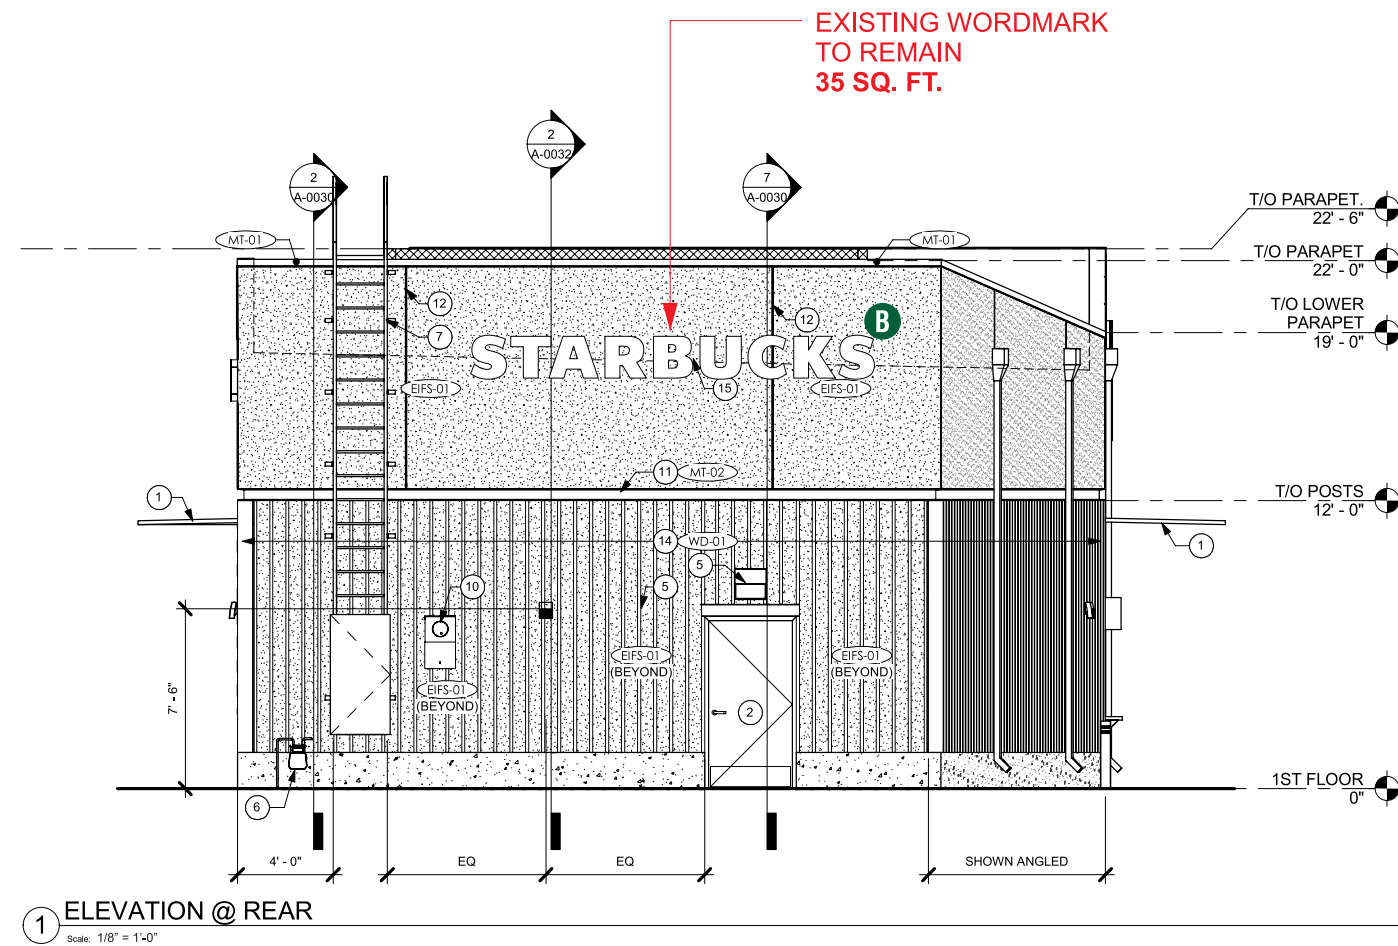 EXISTING WORDMARK
TO REMAIN
35 SQ. FT.
2
A-0032
2
A-0030
7
A-0030
T/O PARAPET.
22' - 6"
MT-01
MT-01
T/O PARAPET
22' - 0"
12
12
B
T/O LOWER
PARAPET
19' - 0"
7
STARBUCKS
EIFS-01
15
EIFS-01
11
MT-02
1
T/O POSTS
12' - 0"
14
WD-01
1
5
10
5
EIFS-01
(BEYOND)
EIFS-01
(BEYOND)
EIFS-01
(BEYOND)
7' - 6"
2
1ST FLOOR
0"
6
4' - 0"
EQ
EQ
SHOWN ANGLED
1
ELEVATION @ REAR
Scale: 1/8" = 1'-0"